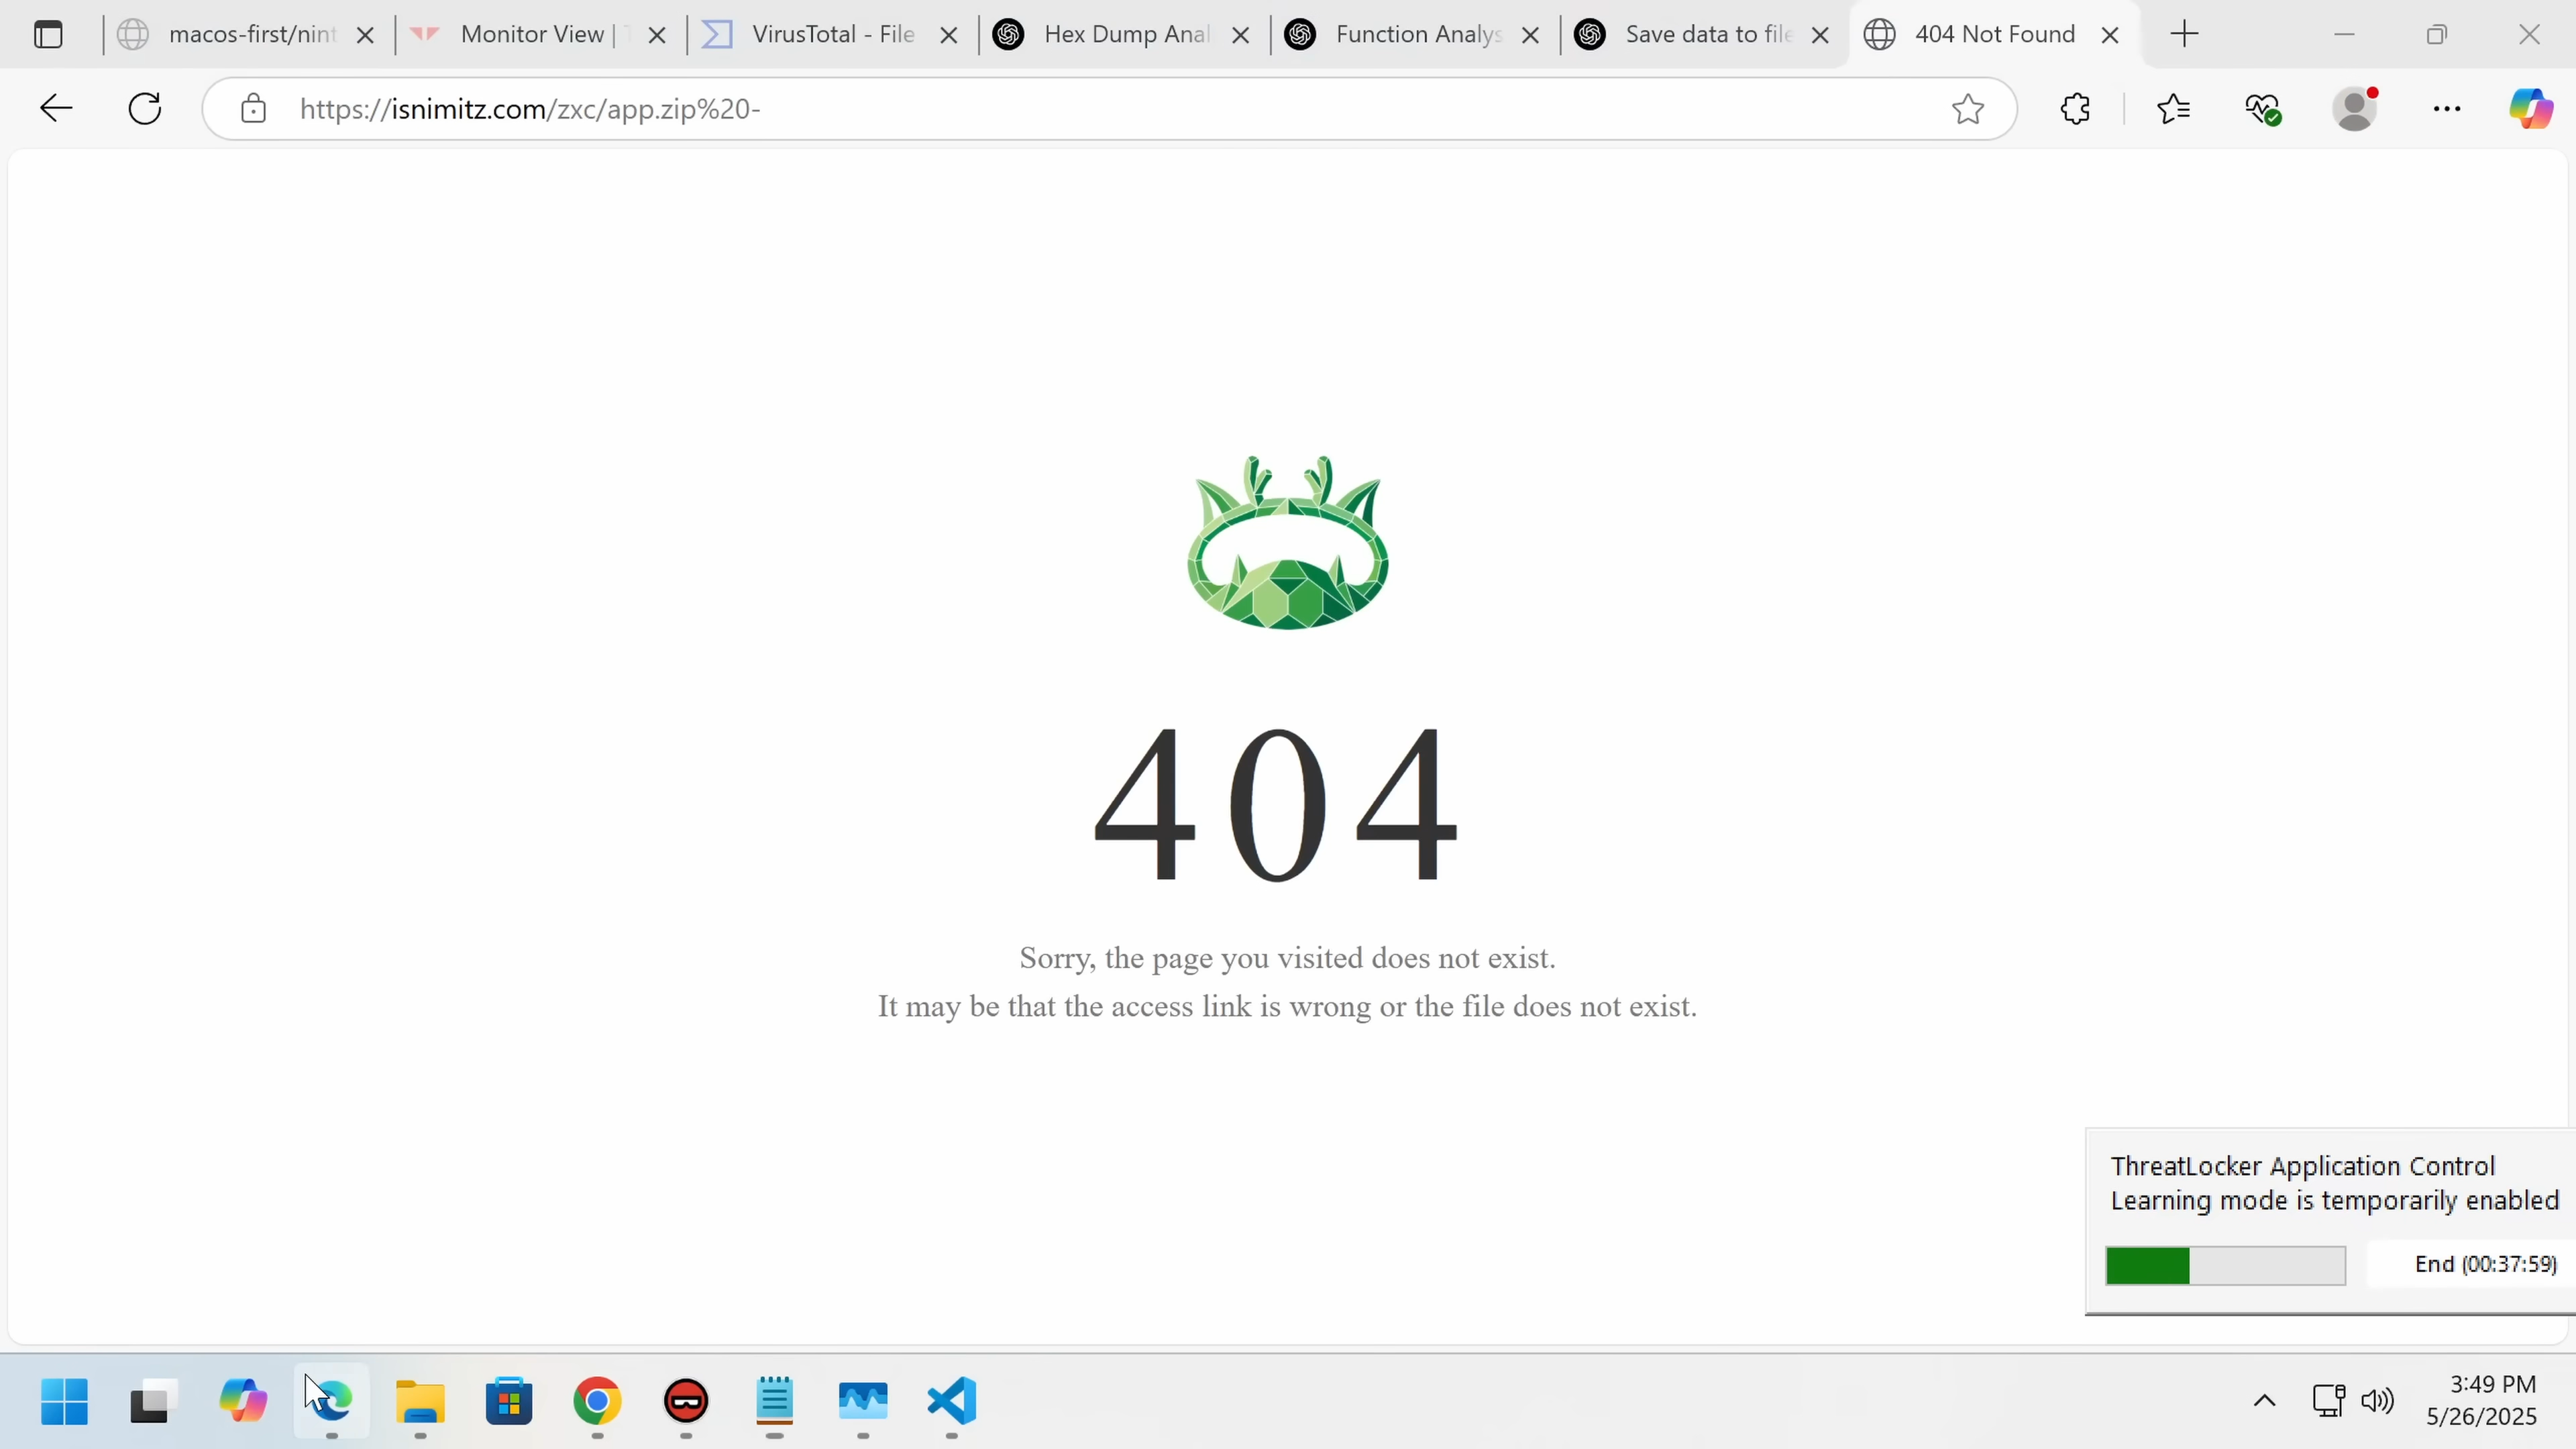 macos-first/nint
Monitor View | T
VirusTotal - File
Hex Dump Anal
Function Analys
Save data to file
404 Not Found
https://isnimitz.com/zxc/app.zip%20-
404
Sorry, the page you visited does not exist.
It may be that the access link is wrong or the file does not exist.
ThreatLocker Application Control
Learning mode is temporarily enabled
End (00:37:59)
3:49 PM
5/26/2025